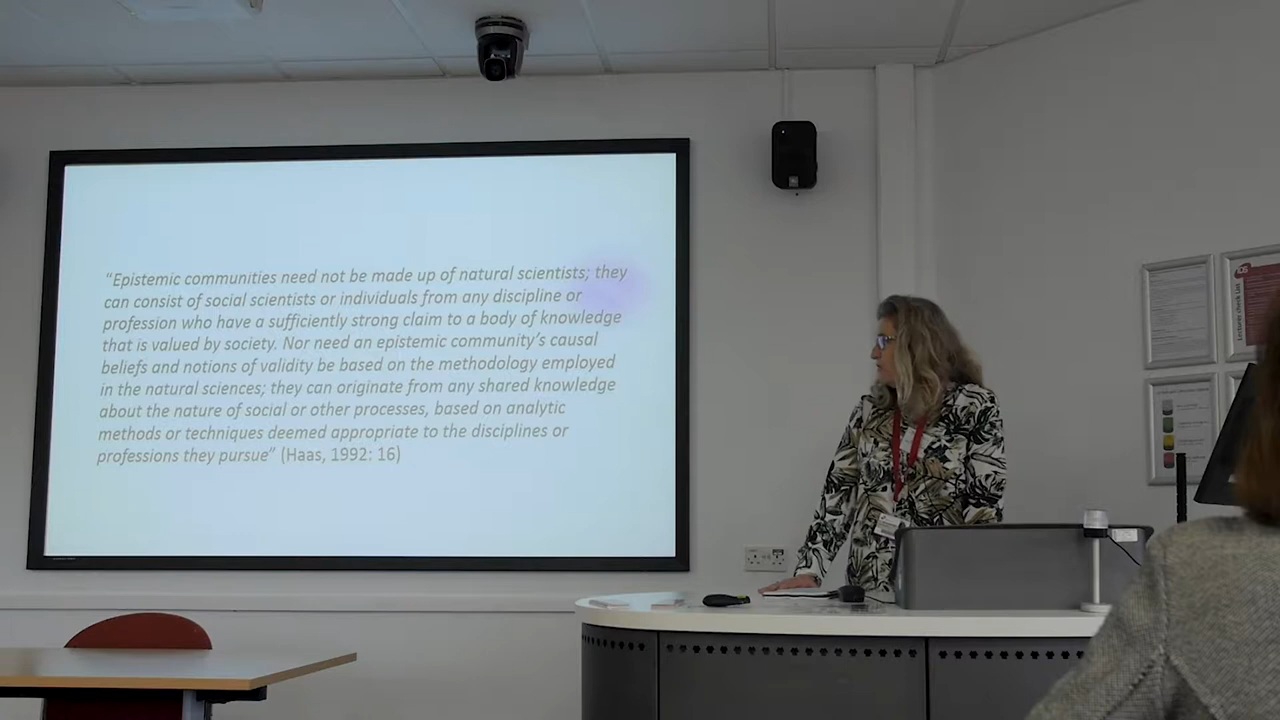 “Epistemic communities need not be made up of natural scientists; they
can consist of social scientists or individuals from any discipline or
profession who have a sufficiently strong claim to a body of knowledge
that is valued by society. Nor need an epistemic community’s causal
beliefs and notions of validity be based on the methodology employed
in the natural sciences; they can originate from any shared knowledge
about the nature of social or other processes, based on analytic
methods or techniques deemed appropriate to the disciplines or
professions they pursue” (Haas, 1992: 16)
Lecturer check List